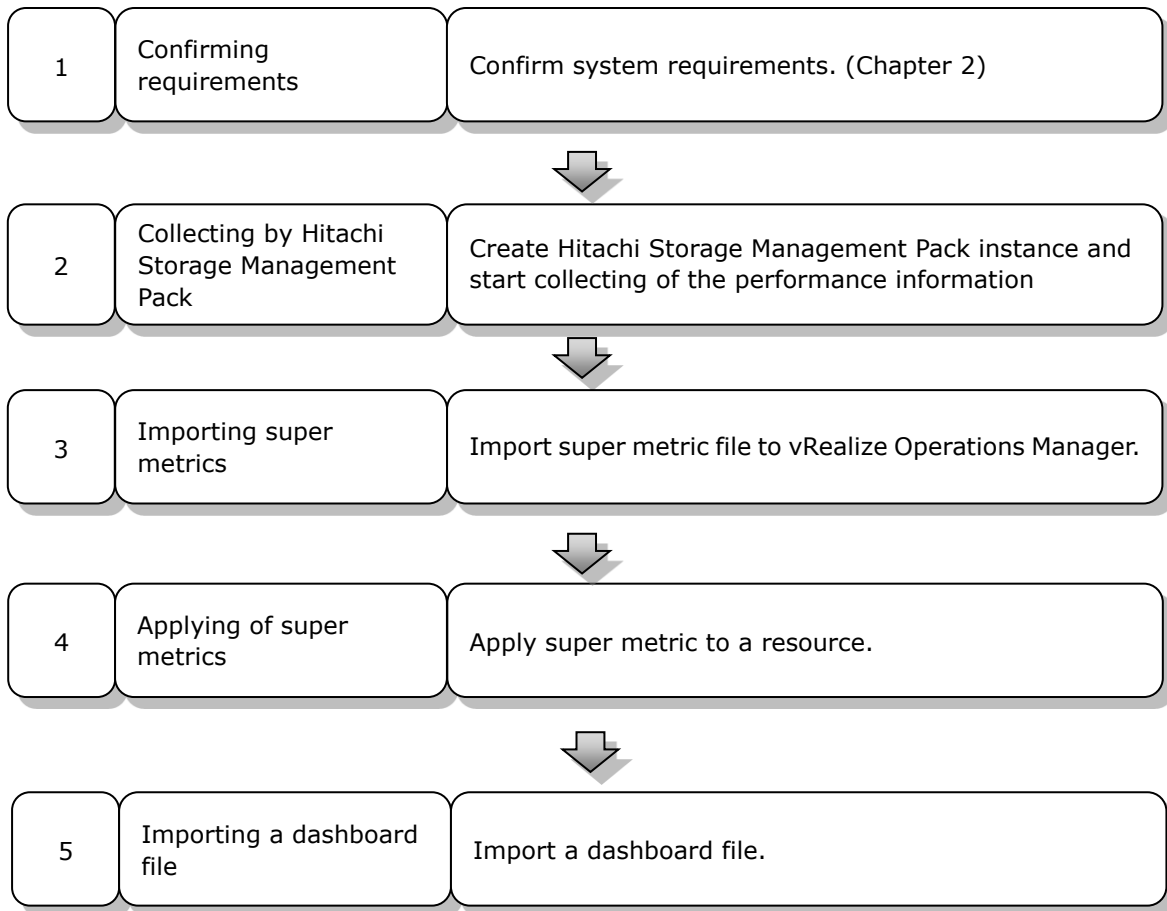 1
Confirming
requirements
Confirm system requirements. (Chapter 2)
2
Collecting by Hitachi
Storage Management
Pack
Create Hitachi Storage Management Pack instance and
start collecting of the performance information
3
Importing super
metrics
Import super metric file to vRealize Operations Manager.
4
Applying of super
metrics
Apply super metric to a resource.
5
Importing a dashboard
file
Import a dashboard file.